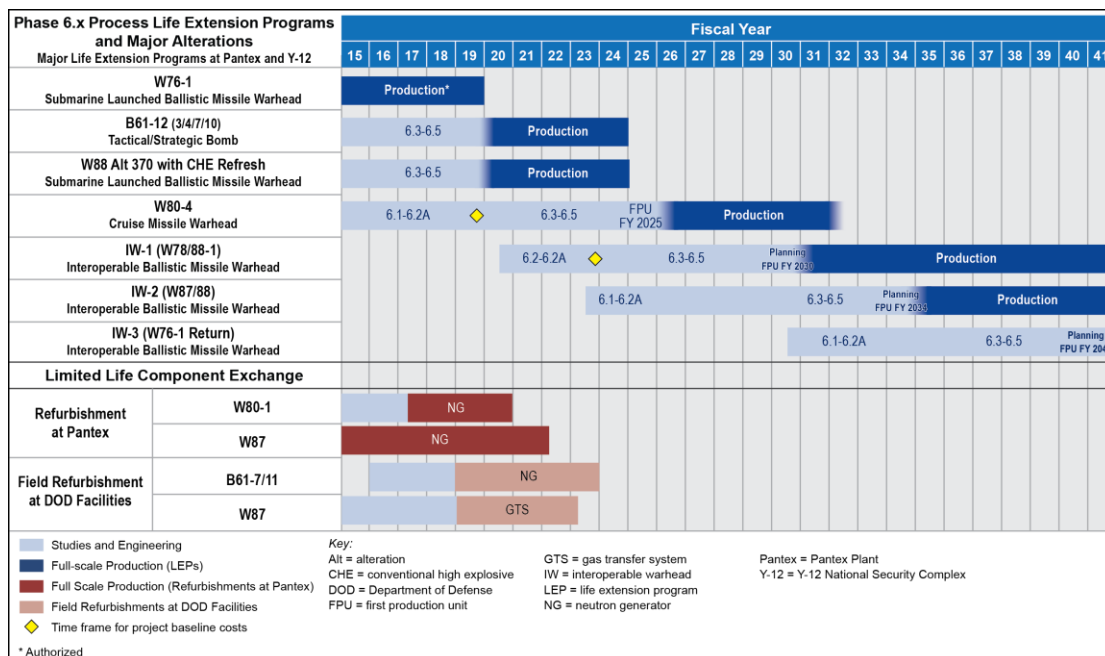 Phase 6.x Process Life Extension Programs
and Major Alterations
Major Life Extension Programs at Pantex and Y-12
Fiscal Year
15 16 17 18 19 20 21 22 23 24 25 26 27 28 29 30 31 32 33 34 35 36 37 38 39 40 41
W76-1
Submarine Launched Ballistic Missile Warhead
Production*
B61-12 (3/4/7/10)
Tactical/Strategic Bomb
6.3-6.5
Production
W88 Alt 370 with CHE Refresh
Submarine Launched Ballistic Missile Warhead
6.3-6.5
Production
W80-4
Cruise Missile Warhead
6.1-6.2A
6.3-6.5
FPU
FY 2025
Production
IW-1 (W78/88-1)
Interoperable Ballistic Missile Warhead
6.2-6.2A
6.3-6.5
Planning
FPU FY 2030
Production
IW-2 (W87/88)
Interoperable Ballistic Missile Warhead
6.1-6.2A
6.3-6.5
Planning
FPU FY 2034
Production
IW-3 (W76-1 Return)
Interoperable Ballistic Missile Warhead
6.1-6.2A
6.3-6.5
Planning
FPU FY 204
Limited Life Component Exchange
Refurbishment
at Pantex
W80-1
NG
W87
NG
Field Refurbishment
at DOD Facilities
B61-7/11
NG
W87
GTS
Studies and Engineering
Full-scale Production (LEPs)
Full Scale Production (Refurbishments at Pantex)
Field Refurbishments at DOD Facilities
Time frame for project baseline costs
* Authorized
Key:
Alt = alteration
CHE = conventional high explosive
DOD = Department of Defense
FPU = first production unit
GTS = gas transfer system
IW = interoperable warhead
LEP = life extension program
NG = neutron generator
Pantex = Pantex Plant
Y-12 = Y-12 National Security Complex